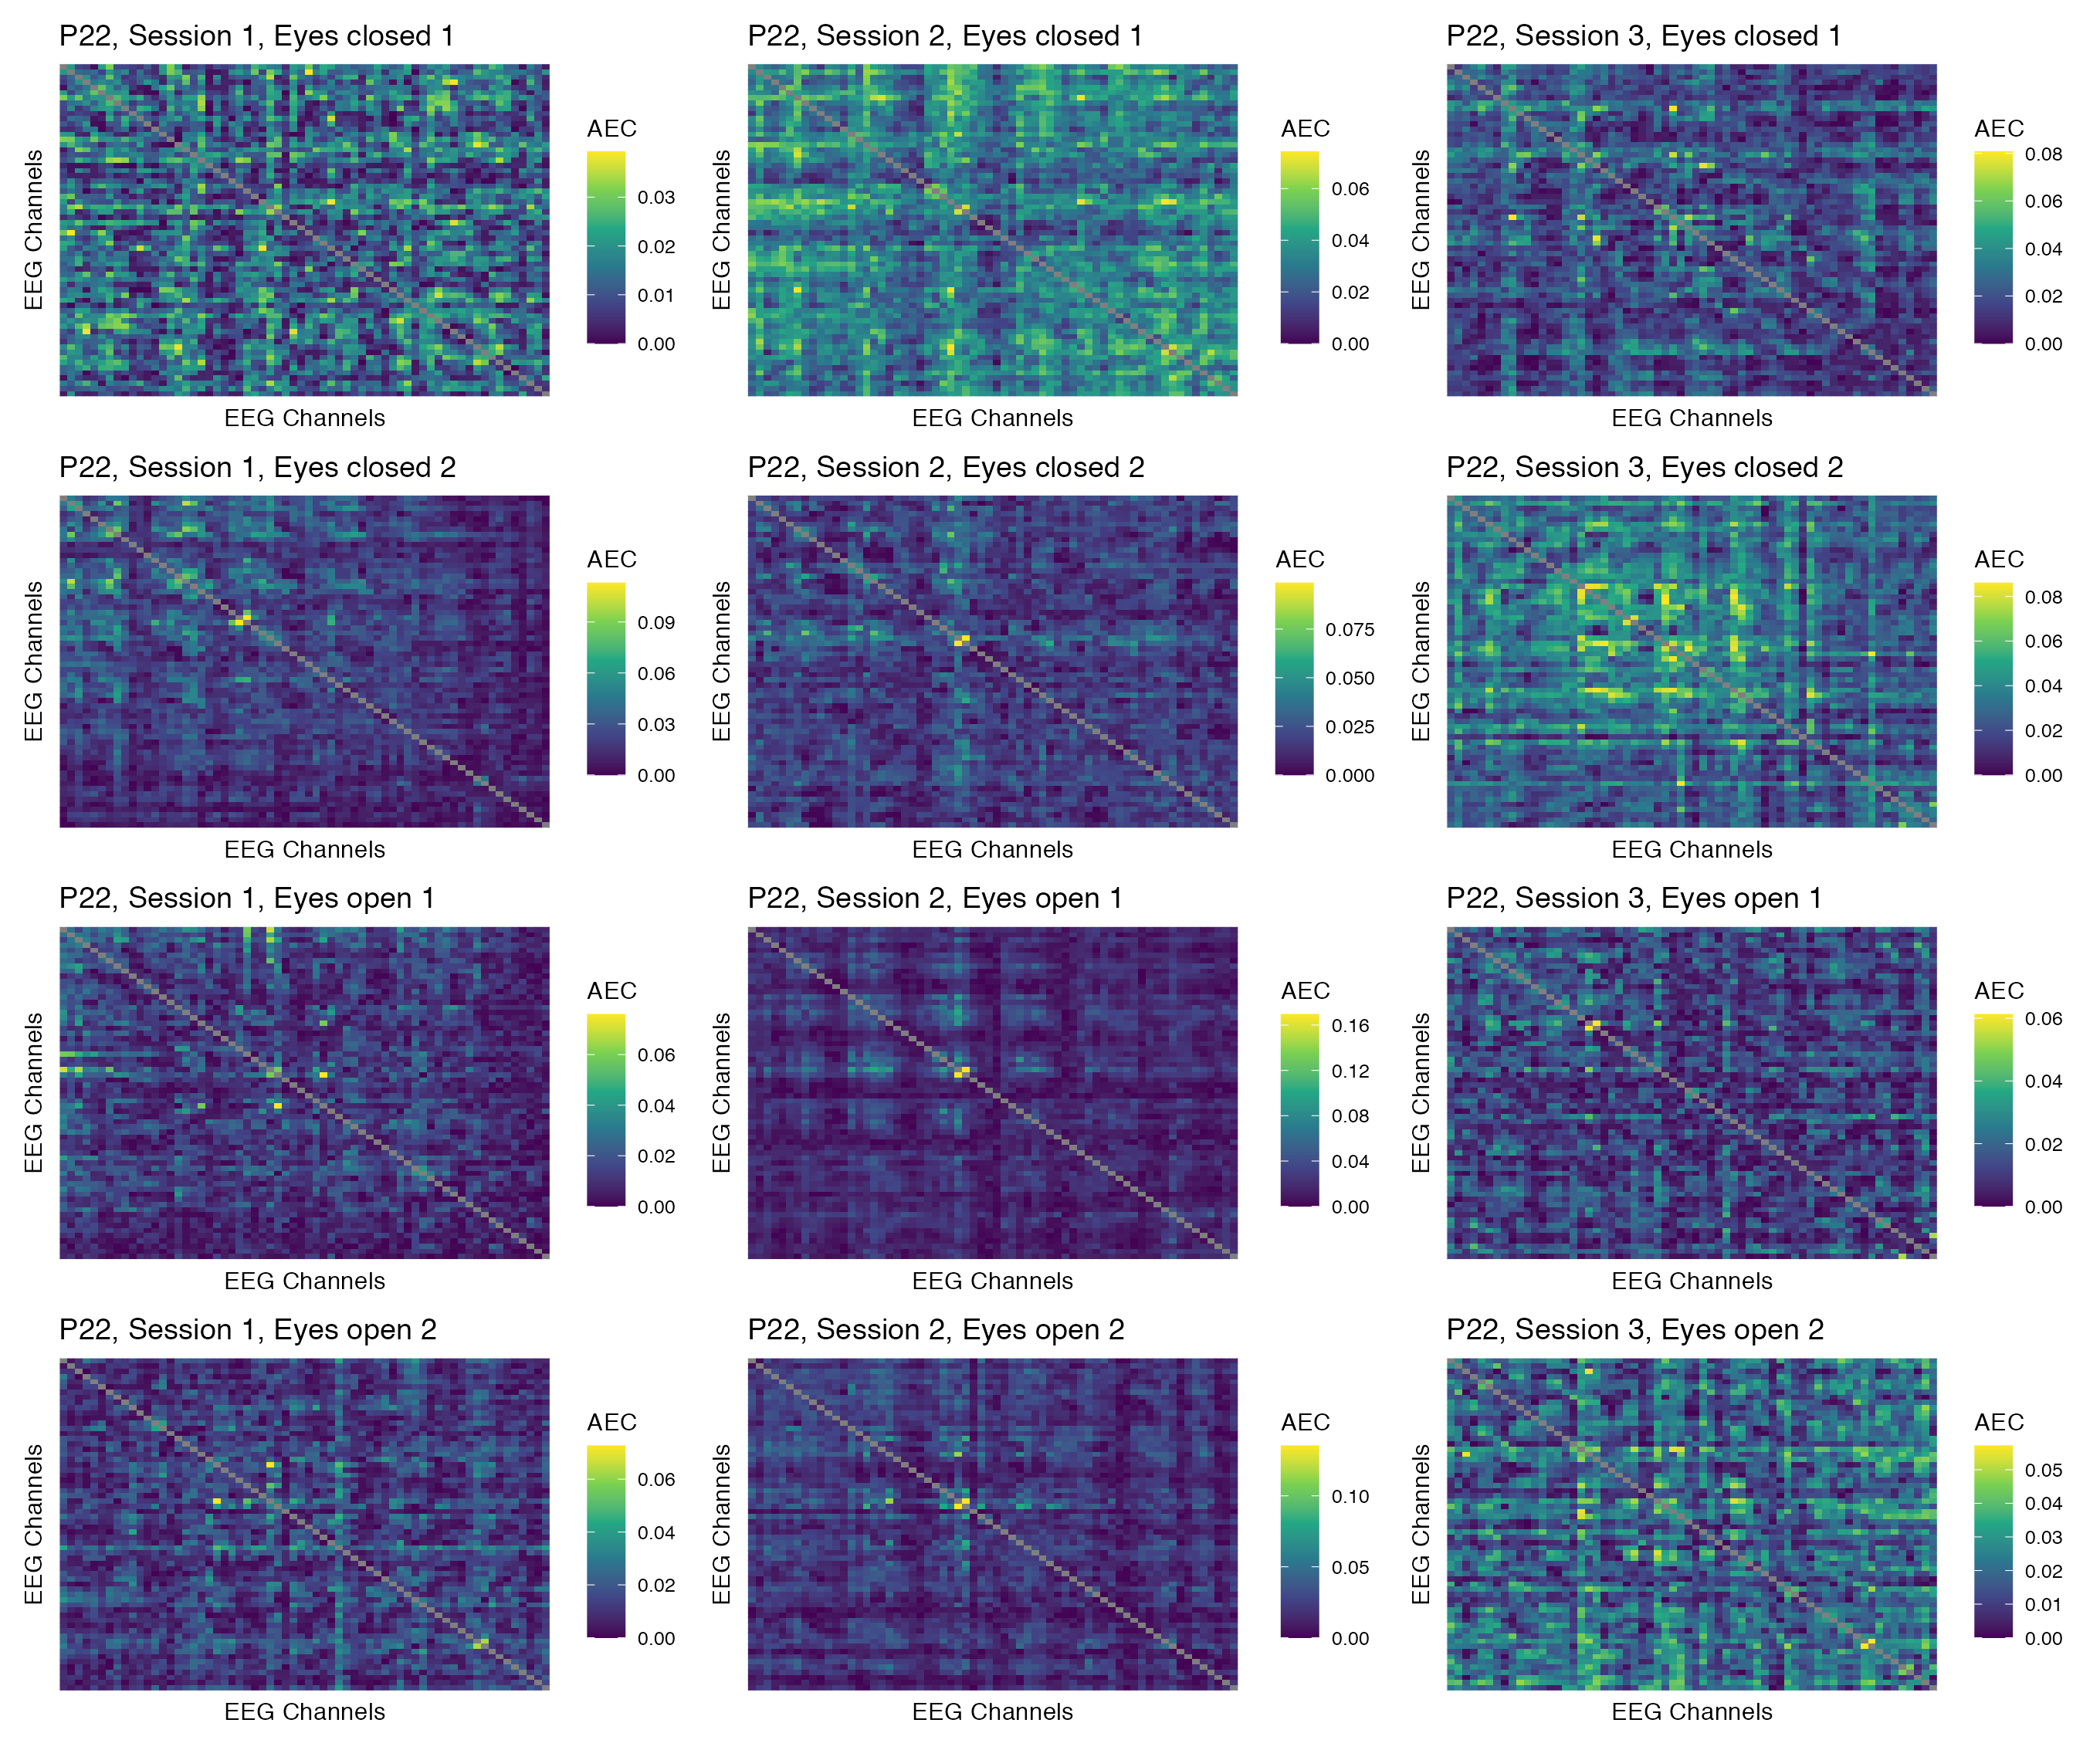 P22, Session 1, Eyes closed 1
EEG Channels
EEG Channels
AEC
0.03
0.02
0.01
0.00
P22, Session 2, Eyes closed 1
EEG Channels
EEG Channels
AEC
0.06
0.04
0.02
0.00
P22, Session 3, Eyes closed 1
EEG Channels
EEG Channels
AEC
0.08
0.06
0.04
0.02
0.00
P22, Session 1, Eyes closed 2
EEG Channels
EEG Channels
AEC
0.09
0.06
0.03
0.00
P22, Session 2, Eyes closed 2
EEG Channels
EEG Channels
AEC
0.075
0.050
0.025
0.000
P22, Session 3, Eyes closed 2
EEG Channels
EEG Channels
AEC
0.08
0.06
0.04
0.02
0.00
P22, Session 1, Eyes open 1
EEG Channels
EEG Channels
AEC
0.06
0.04
0.02
0.00
P22, Session 2, Eyes open 1
EEG Channels
EEG Channels
AEC
0.16
0.12
0.08
0.04
0.00
P22, Session 3, Eyes open 1
EEG Channels
EEG Channels
AEC
0.06
0.04
0.02
0.00
P22, Session 1, Eyes open 2
EEG Channels
EEG Channels
AEC
0.06
0.04
0.02
0.00
P22, Session 2, Eyes open 2
EEG Channels
EEG Channels
AEC
0.10
0.05
0.00
P22, Session 3, Eyes open 2
EEG Channels
EEG Channels
AEC
0.05
0.04
0.03
0.02
0.01
0.00